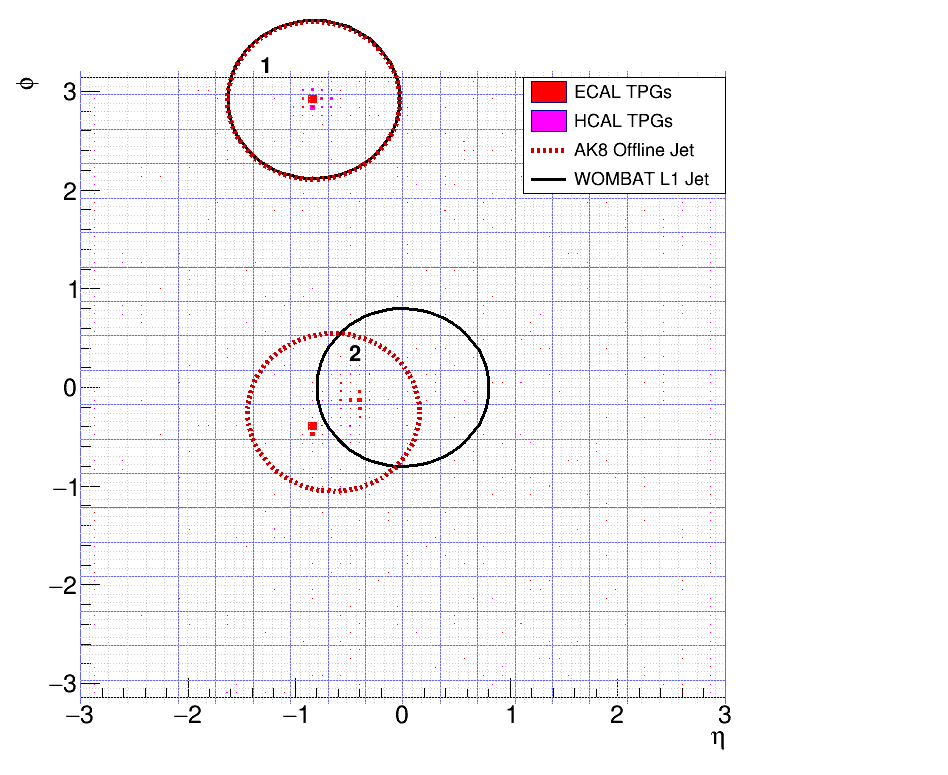 1
ϕ
3
ECAL TPGs
HCAL TPGs
AK8 Offline Jet
WOMBAT L1 Jet
2
1
2
0
−1
−2
−3
−3 −2 −1 0 1 2 3
η